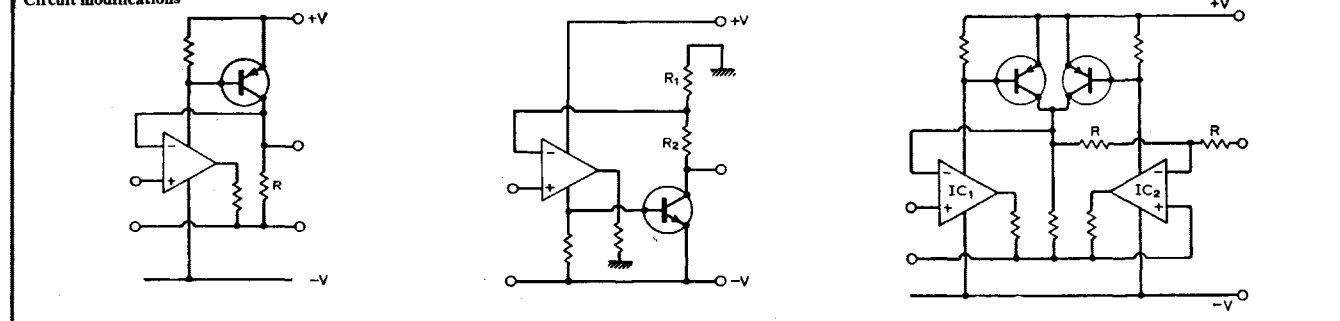 Circuit modifications
+V
-
+
R
-V
+V
R₁
R₂
-
+
-V
+V
R
R
-
IC₁
+
-
IC₂
+
-V